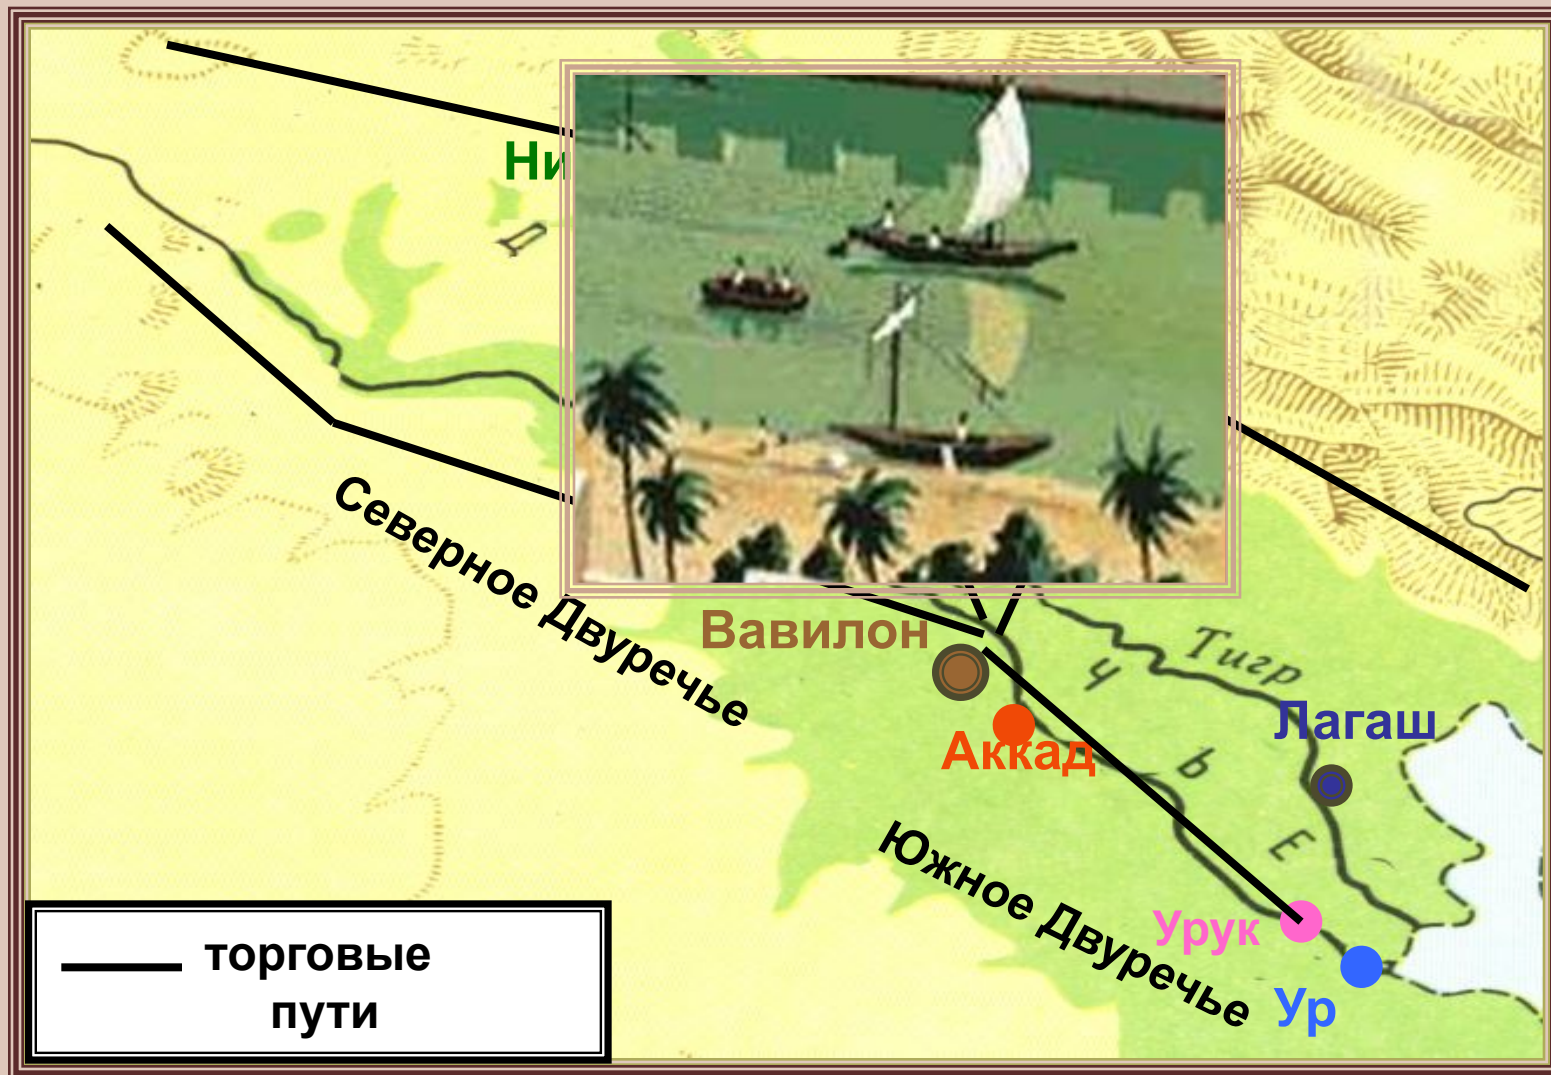 Ни
Д
Северное Двуречье
Вавилон
Тигр
У
Лагаш
Аккад
Ь
Южное Двуречье
Е
Урук
Ур
торговые
пути